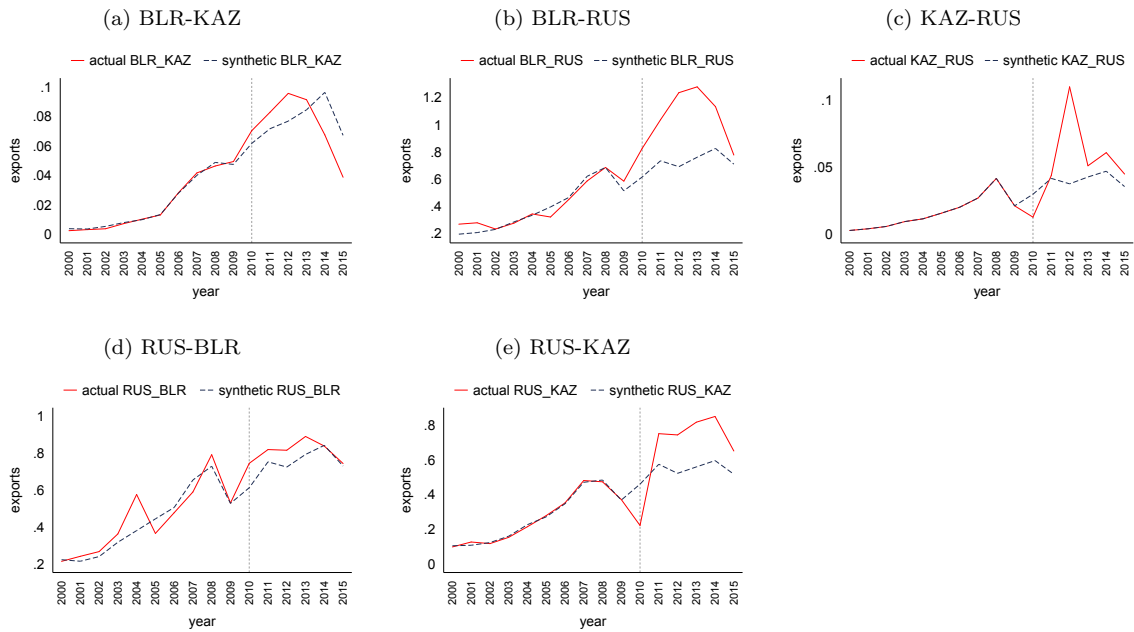 (a) BLR-KAZ
actual BLR_KAZ synthetic BLR_KAZ
.1
.08
.06
.04
.02
0
exports
2000 2001 2002 2003 2004 2005 2006 2007 2008 2009 2010 2011 2012 2013 2014 2015
year
(b) BLR-RUS
actual BLR_RUS synthetic BLR_RUS
1.2
1
.8
.6
.4
.2
exports
2000 2001 2002 2003 2004 2005 2006 2007 2008 2009 2010 2011 2012 2013 2014 2015
year
(c) KAZ-RUS
actual KAZ_RUS synthetic KAZ_RUS
.1
.05
0
exports
2000 2001 2002 2003 2004 2005 2006 2007 2008 2009 2010 2011 2012 2013 2014 2015
year
(d) RUS-BLR
actual RUS_BLR synthetic RUS_BLR
1
.8
.6
.4
.2
exports
2000 2001 2002 2003 2004 2005 2006 2007 2008 2009 2010 2011 2012 2013 2014 2015
year
(e) RUS-KAZ
actual RUS_KAZ synthetic RUS_KAZ
.8
.6
.4
.2
0
exports
2000 2001 2002 2003 2004 2005 2006 2007 2008 2009 2010 2011 2012 2013 2014 2015
year